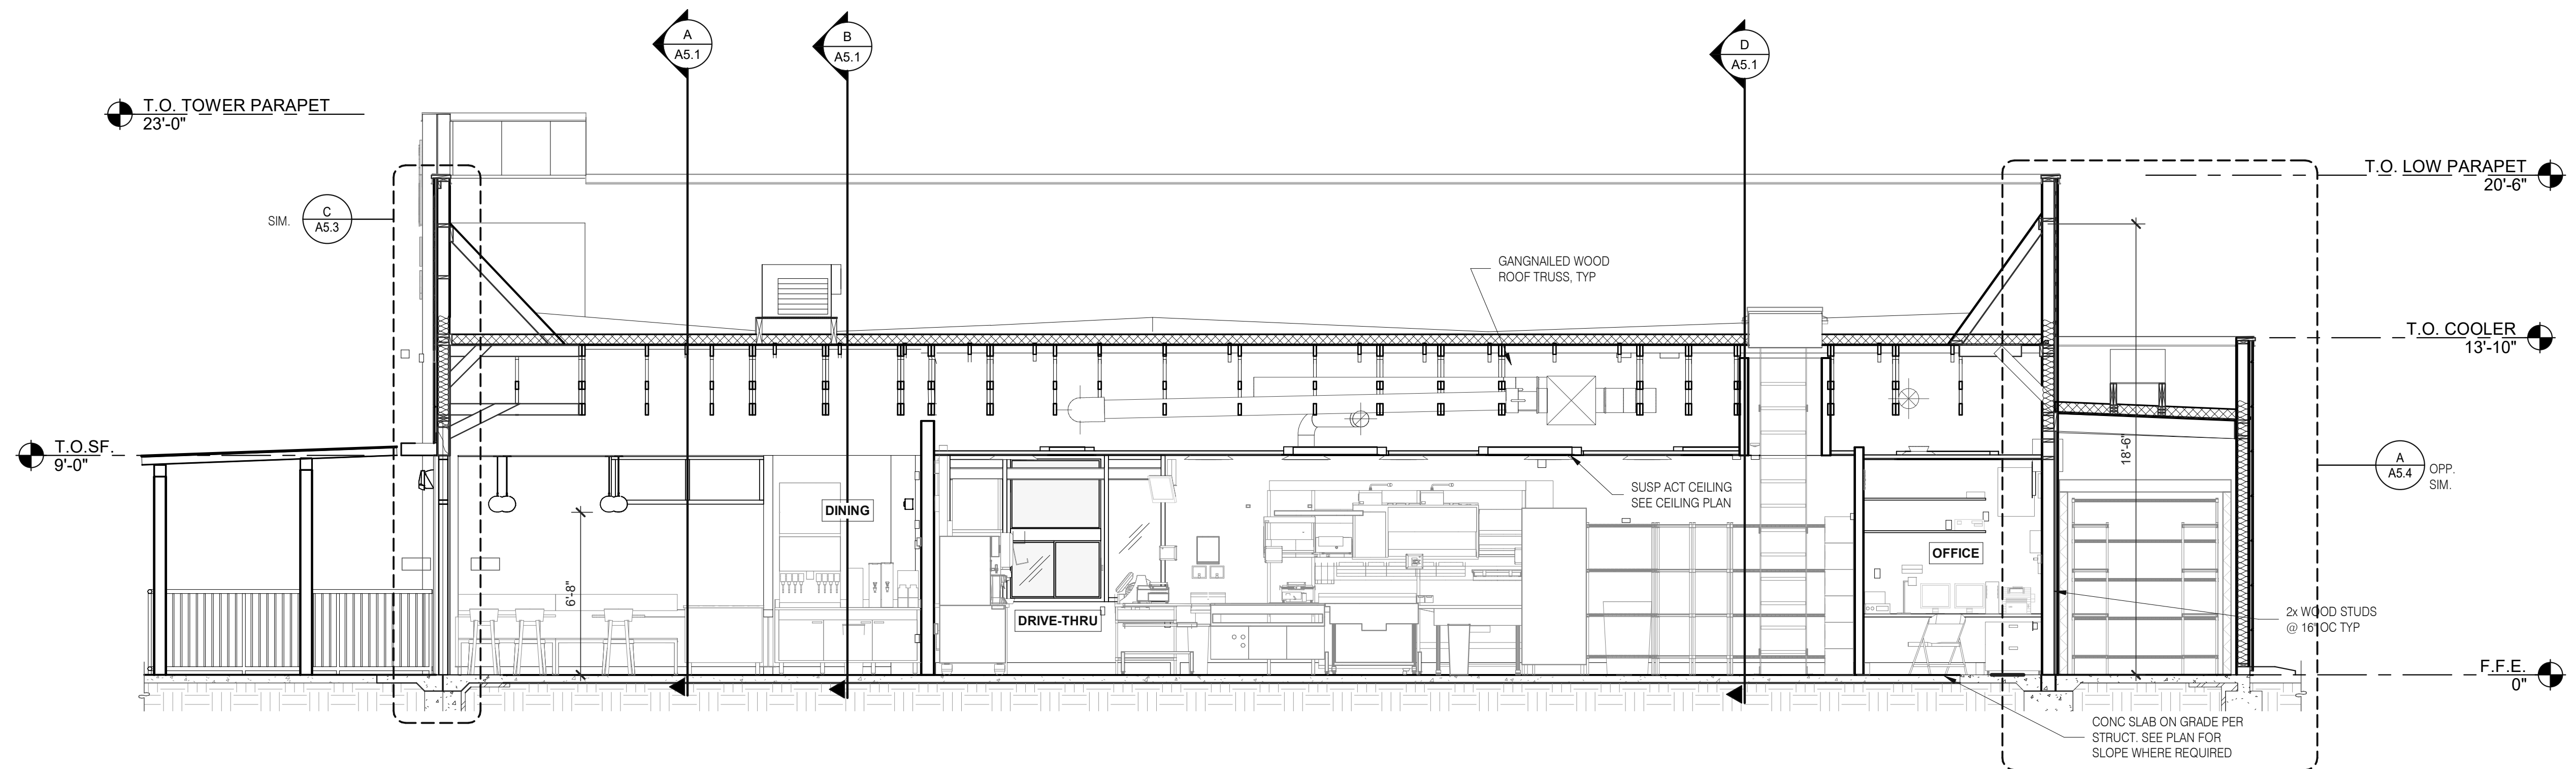 A
A5.1
B
A5.1
D
A5.1
T.O. TOWER PARAPET
23'-0"
T.O. LOW PARAPET
20'-6"
SIM.
C
A5.3
GANGNAILED WOOD
ROOF TRUSS, TYP
T.O. COOLER
13'-10"
T.O.SF.
9'-0"
18'-6"
A
A5.4
OPP.
SIM.
SUSP ACT CEILING
SEE CEILING PLAN
DINING
OFFICE
6'-8"
DRIVE-THRU
2x WOOD STUDS
@ 16" OC TYP
F.F.E.
0"
CONC SLAB ON GRADE PER
STRUCT. SEE PLAN FOR
SLOPE WHERE REQUIRED